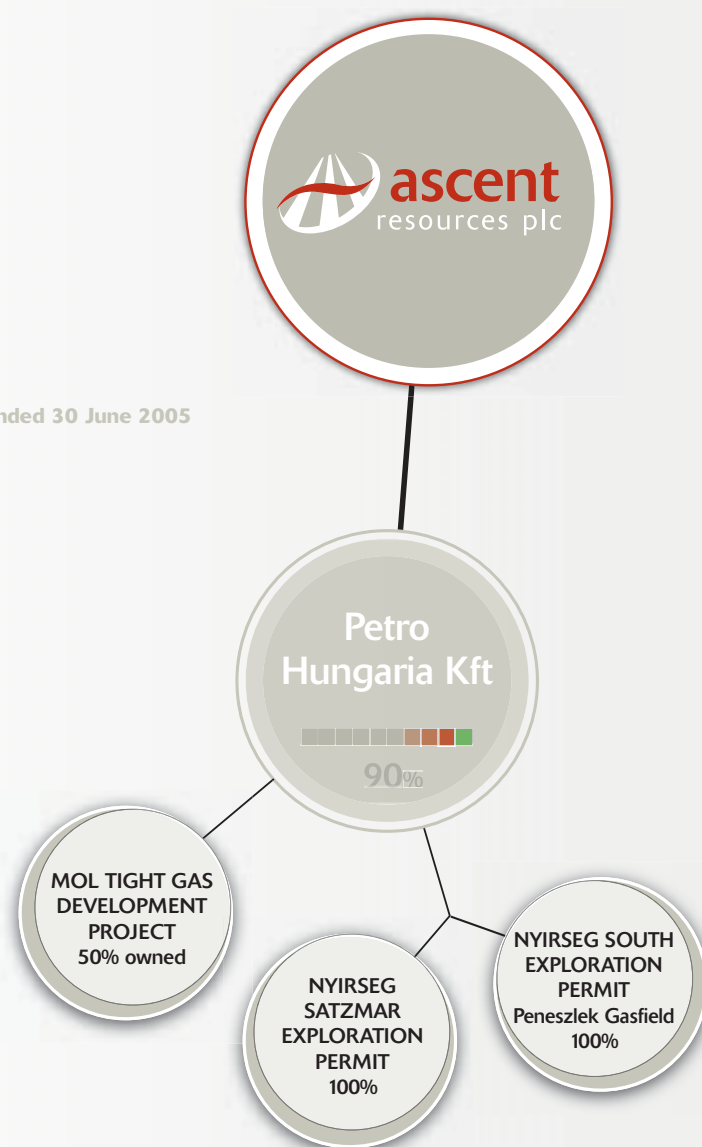 ascent
resources plc
nded 30 June 2005
Petro
Hungaria Kft
90%
MOL TIGHT GAS
DEVELOPMENT
PROJECT
50% owned
NYIRSEG
SATZMAR
EXPLORATION
PERMIT
100%
NYIRSEG SOUTH
EXPLORATION
PERMIT
Peneszlek Gasfield
100%